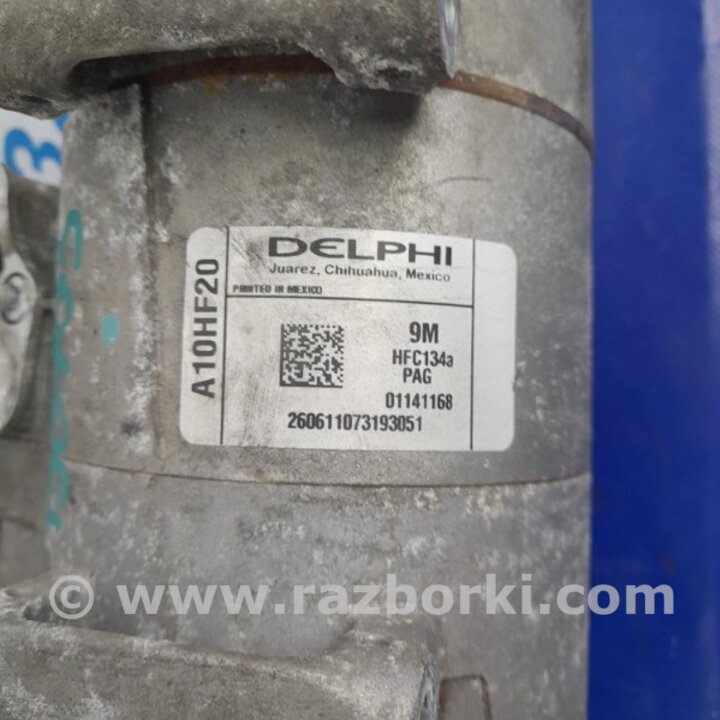 A10HF20
DELPHI
Juarez, Chihuahua, Mexico
PRINTED IN MEXICO
9M
HFC134a
PAG
01141168
260611073193051
© www.razborki.com